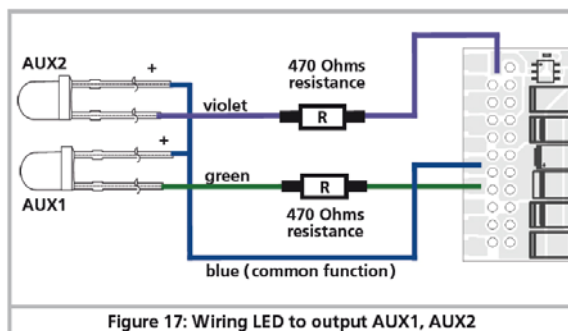 AUX2
+
470 Ohms
resistance
violet
R
+
green
R
AUX1
470 Ohms
resistance
blue (common function)
Figure 17: Wiring LED to output AUX1, AUX2